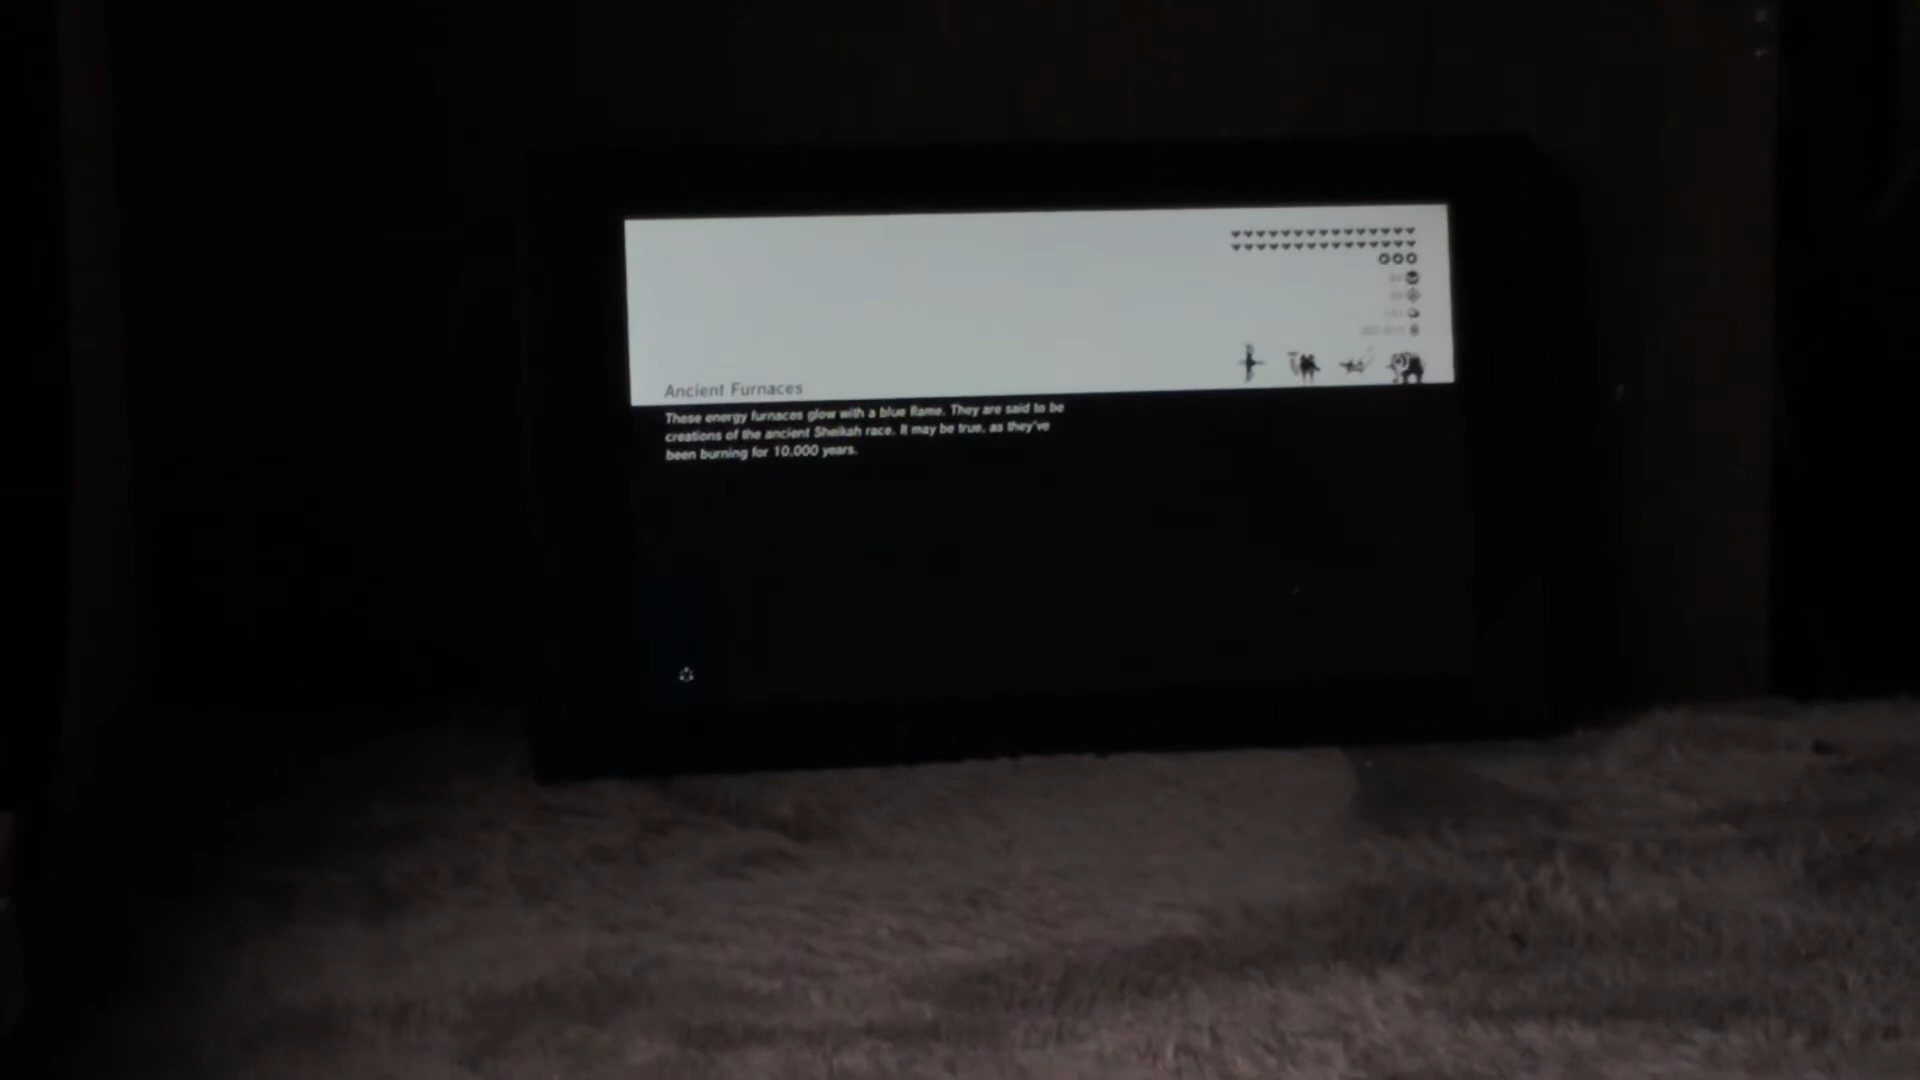 Ancient Furnaces
These energy furnaces glow with a blue flame. They are said to be
creations of the ancient Sheikah race. It may be true, as they've
been burning for 10,000 years.